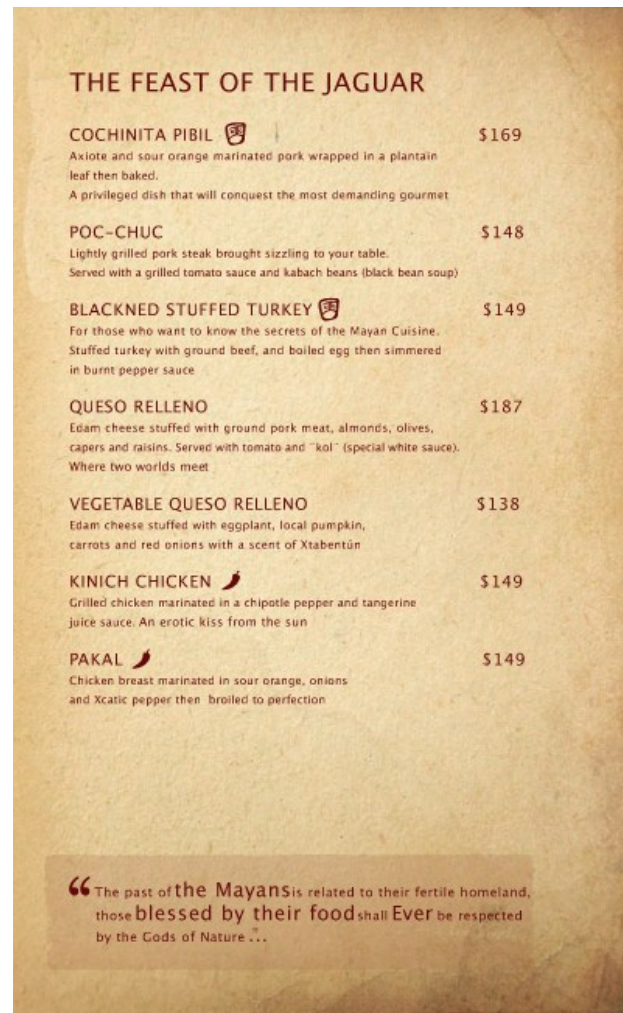 THE FEAST OF THE JAGUAR
COCHINITA PIBIL $169
Axiote and sour orange marinated pork wrapped in a plantain
leaf then baked.
A privileged dish that will conquest the most demanding gourmet
POC-CHUC $148
Lightly grilled pork steak brought sizzling to your table.
Served with a grilled tomato sauce and kabach beans (black bean soup)
BLACKNED STUFFED TURKEY $149
For those who want to know the secrets of the Mayan Cuisine.
Stuffed turkey with ground beef, and boiled egg then simmered
in burnt pepper sauce
QUESO RELLENO $187
Edam cheese stuffed with ground pork meat, almonds, olives,
capers and raisins. Served with tomato and ¨kol¨ (special white sauce).
Where two worlds meet
VEGETABLE QUESO RELLENO $138
Edam cheese stuffed with eggplant, local pumpkin,
carrots and red onions with a scent of Xtabentún
KINICH CHICKEN $149
Grilled chicken marinated in a chipotle pepper and tangerine
juice sauce. An erotic kiss from the sun
PAKAL $149
Chicken breast marinated in sour orange, onions
and Xcatic pepper then broiled to perfection
“ The past of the Mayans is related to their fertile homeland,
those blessed by their food shall Ever be respected
by the Gods of Nature ...